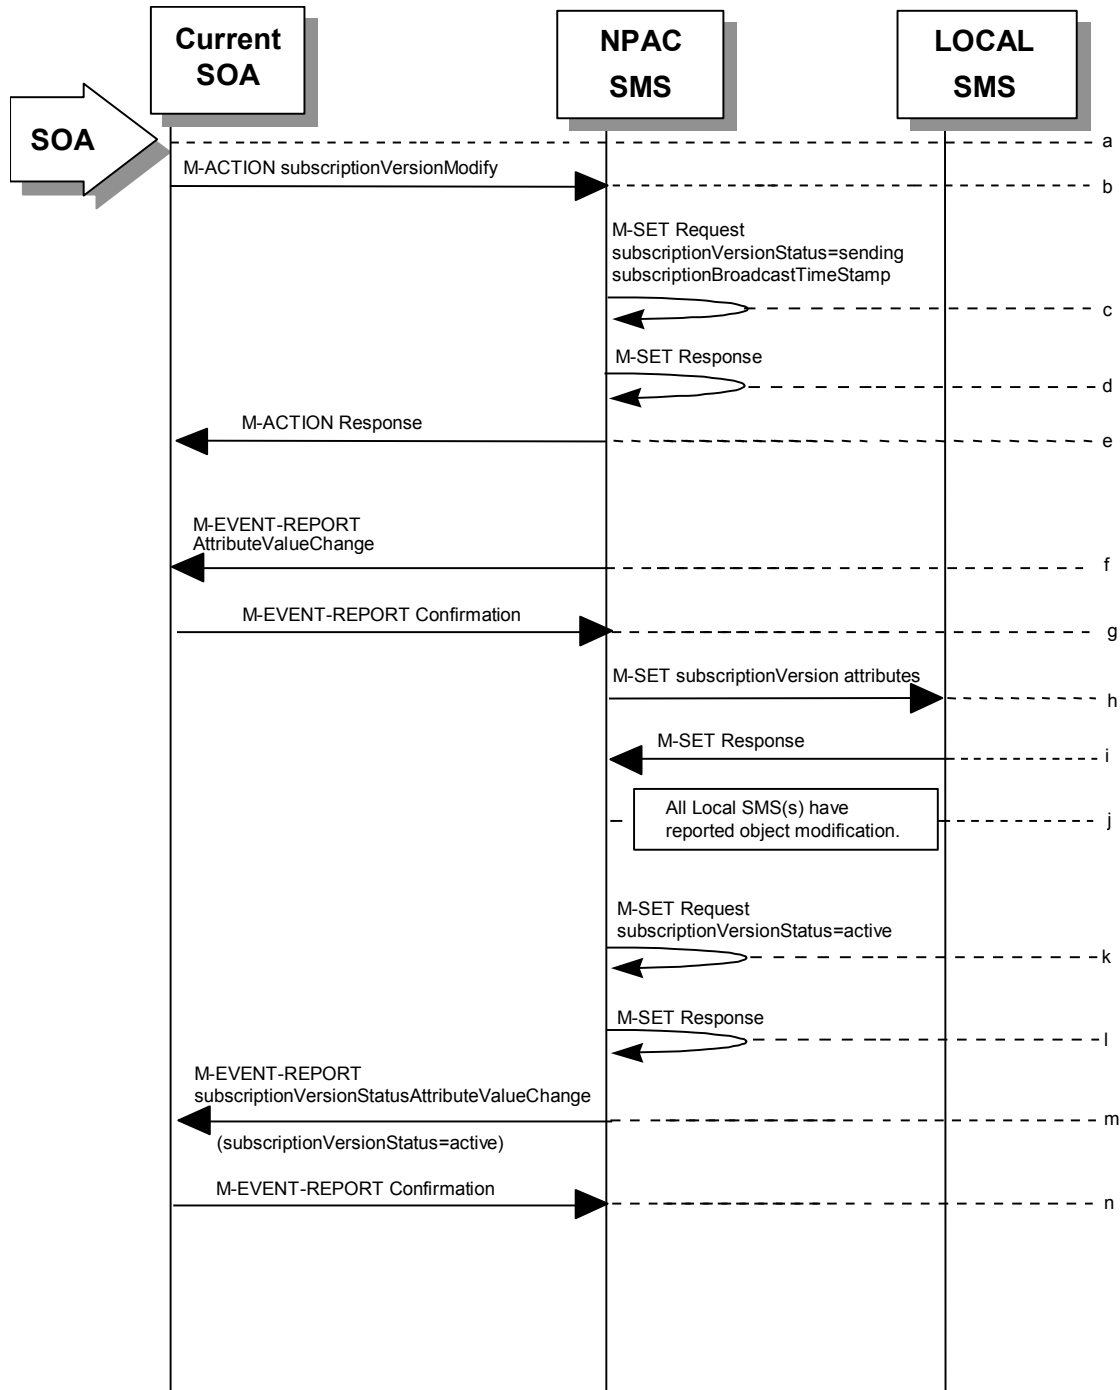 Current
SOA
NPAC
SMS
LOCAL
SMS
SOA
a
M-ACTION subscriptionVersionModify
b
M-SET Request
subscriptionVersionStatus=sending
subscriptionBroadcastTimeStamp
c
M-SET Response
d
M-ACTION Response
e
M-EVENT-REPORT
AttributeValueChange
f
M-EVENT-REPORT Confirmation
g
M-SET subscriptionVersion attributes
h
M-SET Response
i
All Local SMS(s) have
reported object modification.
j
M-SET Request
subscriptionVersionStatus=active
k
M-SET Response
l
M-EVENT-REPORT
subscriptionVersionStatusAttributeValueChange
m
(subscriptionVersionStatus=active)
M-EVENT-REPORT Confirmation
n